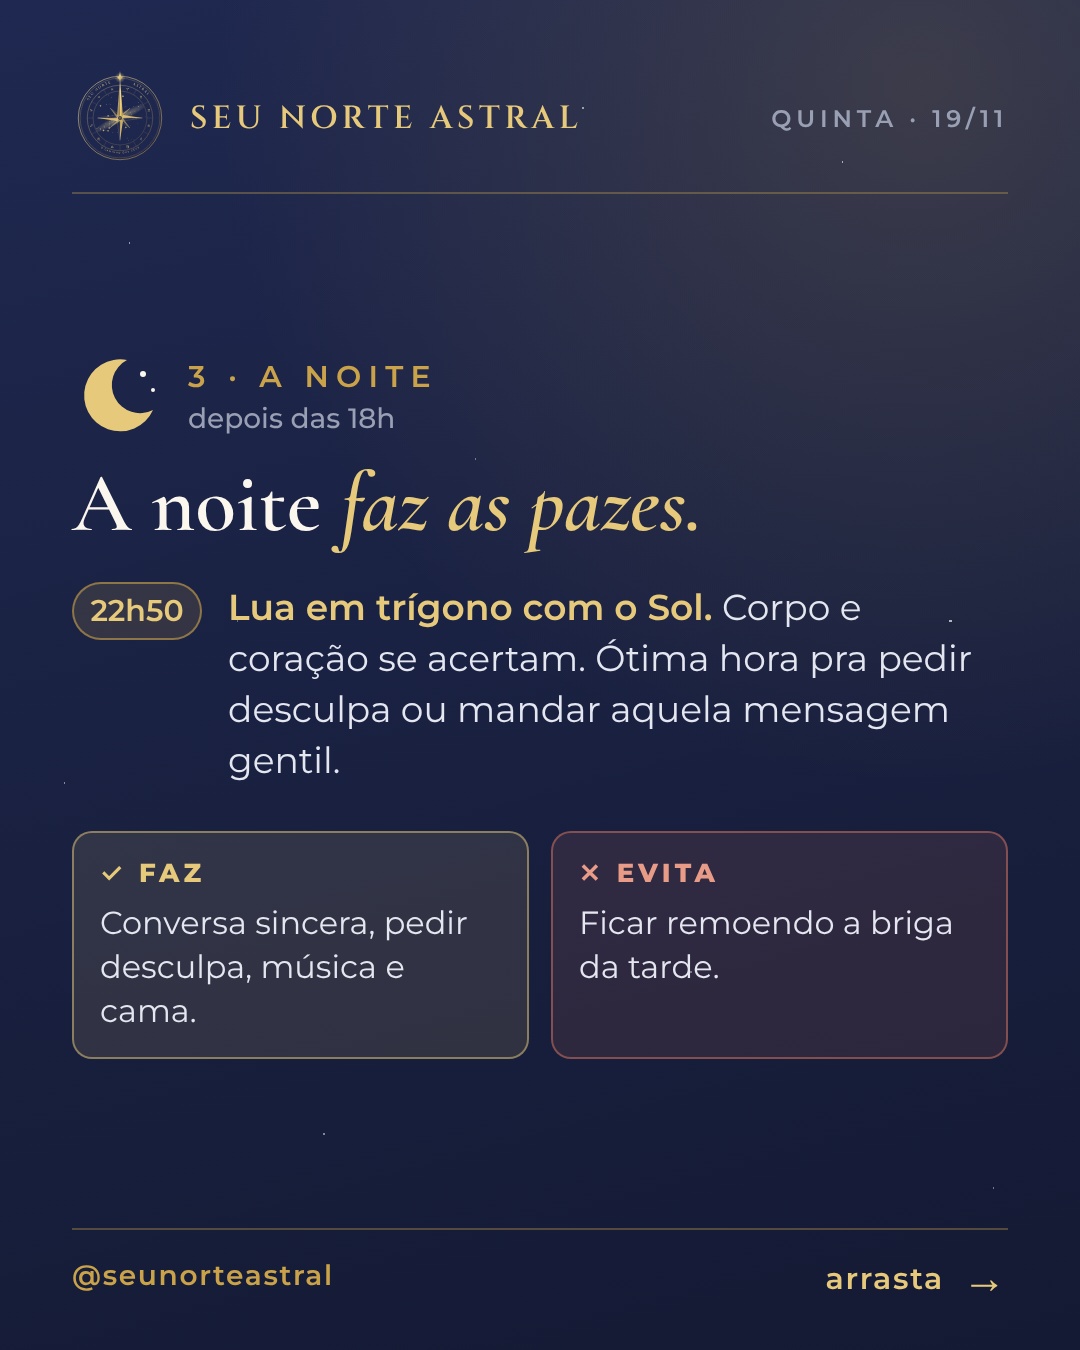 SEU NORTE ASTRAL
QUINTA · 19/11
3 · A NOITE
depois das 18h
A noite faz as pazes.
22h50
Lua em trígono com o Sol. Corpo e
coração se acertam. Ótima hora pra pedir
desculpa ou mandar aquela mensagem
gentil.
✓ FAZ
Conversa sincera, pedir
desculpa, música e
cama.
✕ EVITA
Ficar remoendo a briga
da tarde.
@seunorteastral
arrasta →